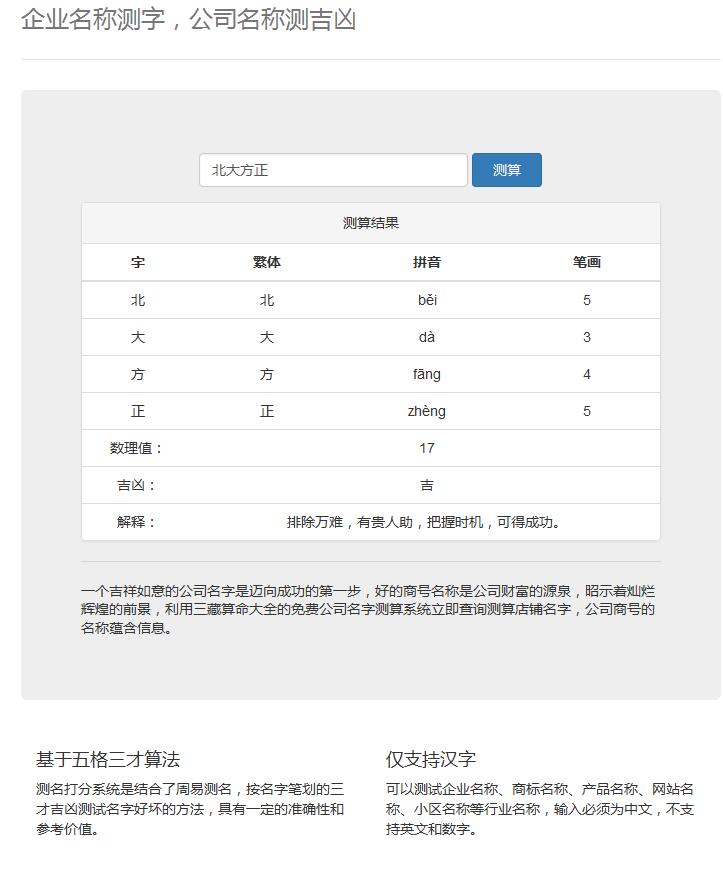 企业名称测字，公司名称测吉凶
北大方正 测算
测算结果
字 繁体 拼音 笔画
北 北 běi 5
大 大 dà 3
方 方 fāng 4
正 正 zhèng 5
数理值： 17
吉凶： 吉
解释： 排除万难，有贵人助，把握时机，可得成功。
一个吉祥如意的公司名字是迈向成功的第一步，好的商号名称是公司财富的源泉，昭示着灿烂
辉煌的前景，利用三藏算命大全的免费公司名字测算系统立即查询测算店铺名字，公司商号的
名称蕴含信息。
基于五格三才算法
测名打分系统是结合了周易测名，按名字笔划的三
才吉凶测试名字好坏的方法，具有一定的准确性和
参考价值。
仅支持汉字
可以测试企业名称、商标名称、产品名称、网站名
称、小区名称等行业名称，输入必须为中文，不支
持英文和数字。